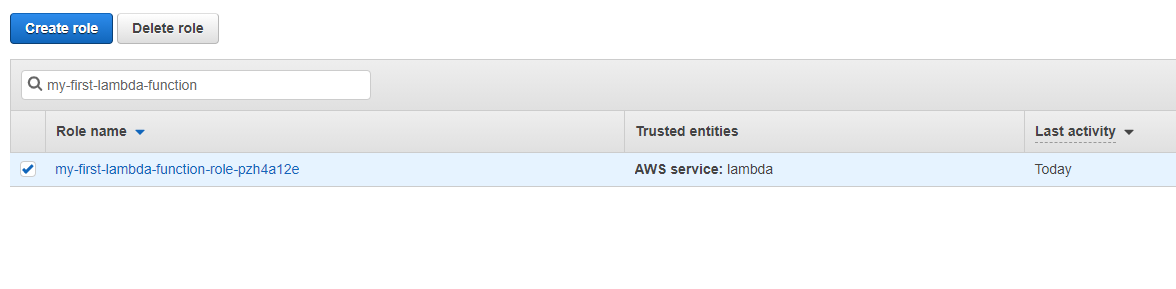 Create role Delete role
my-first-lambda-function
Role name Trusted entities Last activity
my-first-lambda-function-role-pzh4a12e AWS service: lambda Today